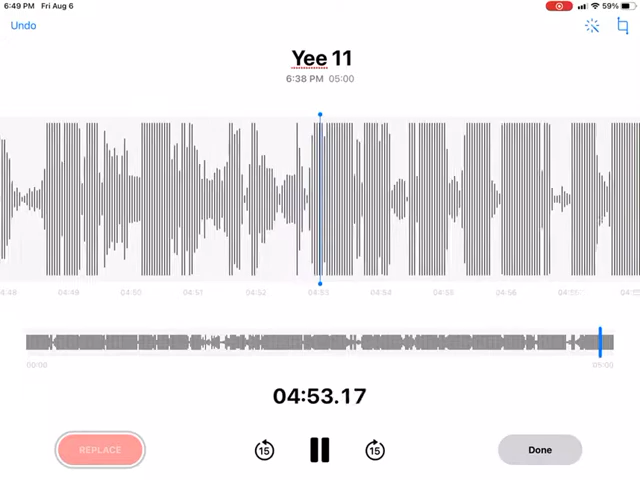 6:49 PM Fri Aug 6 59%
Undo
Yee 11
6:38 PM 05:00
04:48 04:49 04:50 04:51 04:52 04:53 04:54 04:55 04:56
00:00 05:00
04:53.17
REPLACE 15 15 Done